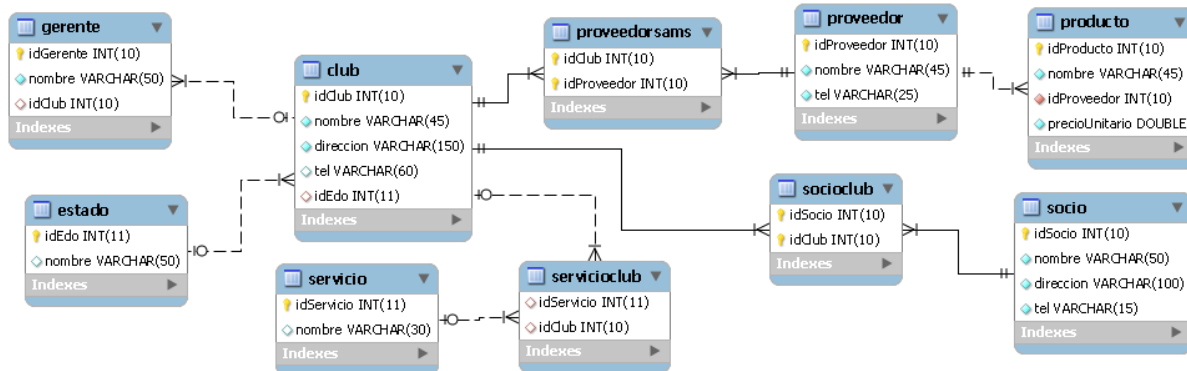 gerente
idGerente INT(10)
nombre VARCHAR(50)
idClub INT(10)
Indexes
club
idClub INT(10)
nombre VARCHAR(45)
direccion VARCHAR(150)
tel VARCHAR(60)
idEdo INT(11)
Indexes
proveedorsams
idClub INT(10)
idProveedor INT(10)
Indexes
proveedor
idProveedor INT(10)
nombre VARCHAR(45)
tel VARCHAR(25)
Indexes
producto
idProducto INT(10)
nombre VARCHAR(45)
idProveedor INT(10)
precioUnitario DOUBLE
Indexes
estado
idEdo INT(11)
nombre VARCHAR(50)
Indexes
servicio
idServicio INT(11)
nombre VARCHAR(30)
Indexes
servicioclub
idServicio INT(11)
idClub INT(10)
Indexes
socioclub
idSocio INT(10)
idClub INT(10)
Indexes
socio
idSocio INT(10)
nombre VARCHAR(50)
direccion VARCHAR(100)
tel VARCHAR(15)
Indexes